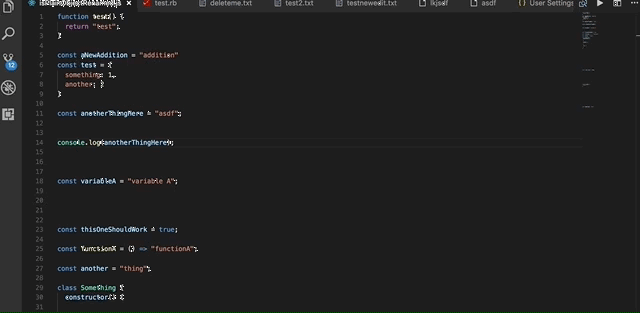 test.rb deleteme.txt test2.txt testnewedit.txt lkjsdf asdf {} User Settings
1 function () {
2 return "test";
3 }
4
5 const aNewAddition = "addition"
6 const test = {
7 something: 1,
8 another; }
9 }
10
11 const anotherThingHere = "asdf";
12
13
14 console.log(anotherThingHere);
15
16
17
18 const variableA = "variable A";
19
20
21
22
23 const thisOneShouldWork = true;
24
25 const functionX = () => "functionA";
26
27 const another = "thing";
28
29 class Something {
30 constructor() {
31
12